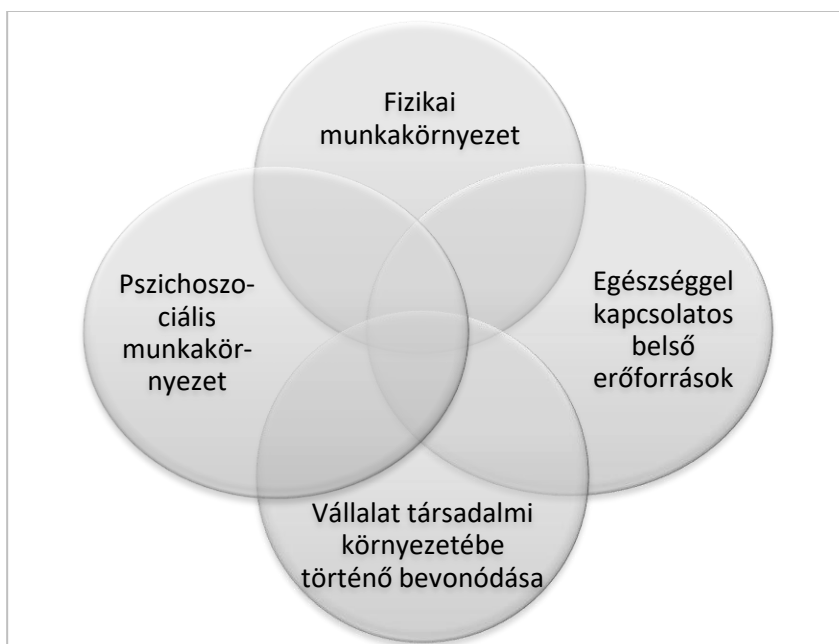 Fizikai
munkakörnyezet
Pszichoszo-
ciális
munkakör-
nyezet
Egészséggel
kapcsolatos
belső
erőforrások
Vállalat társadalmi
környezetébe
történő bevonódása